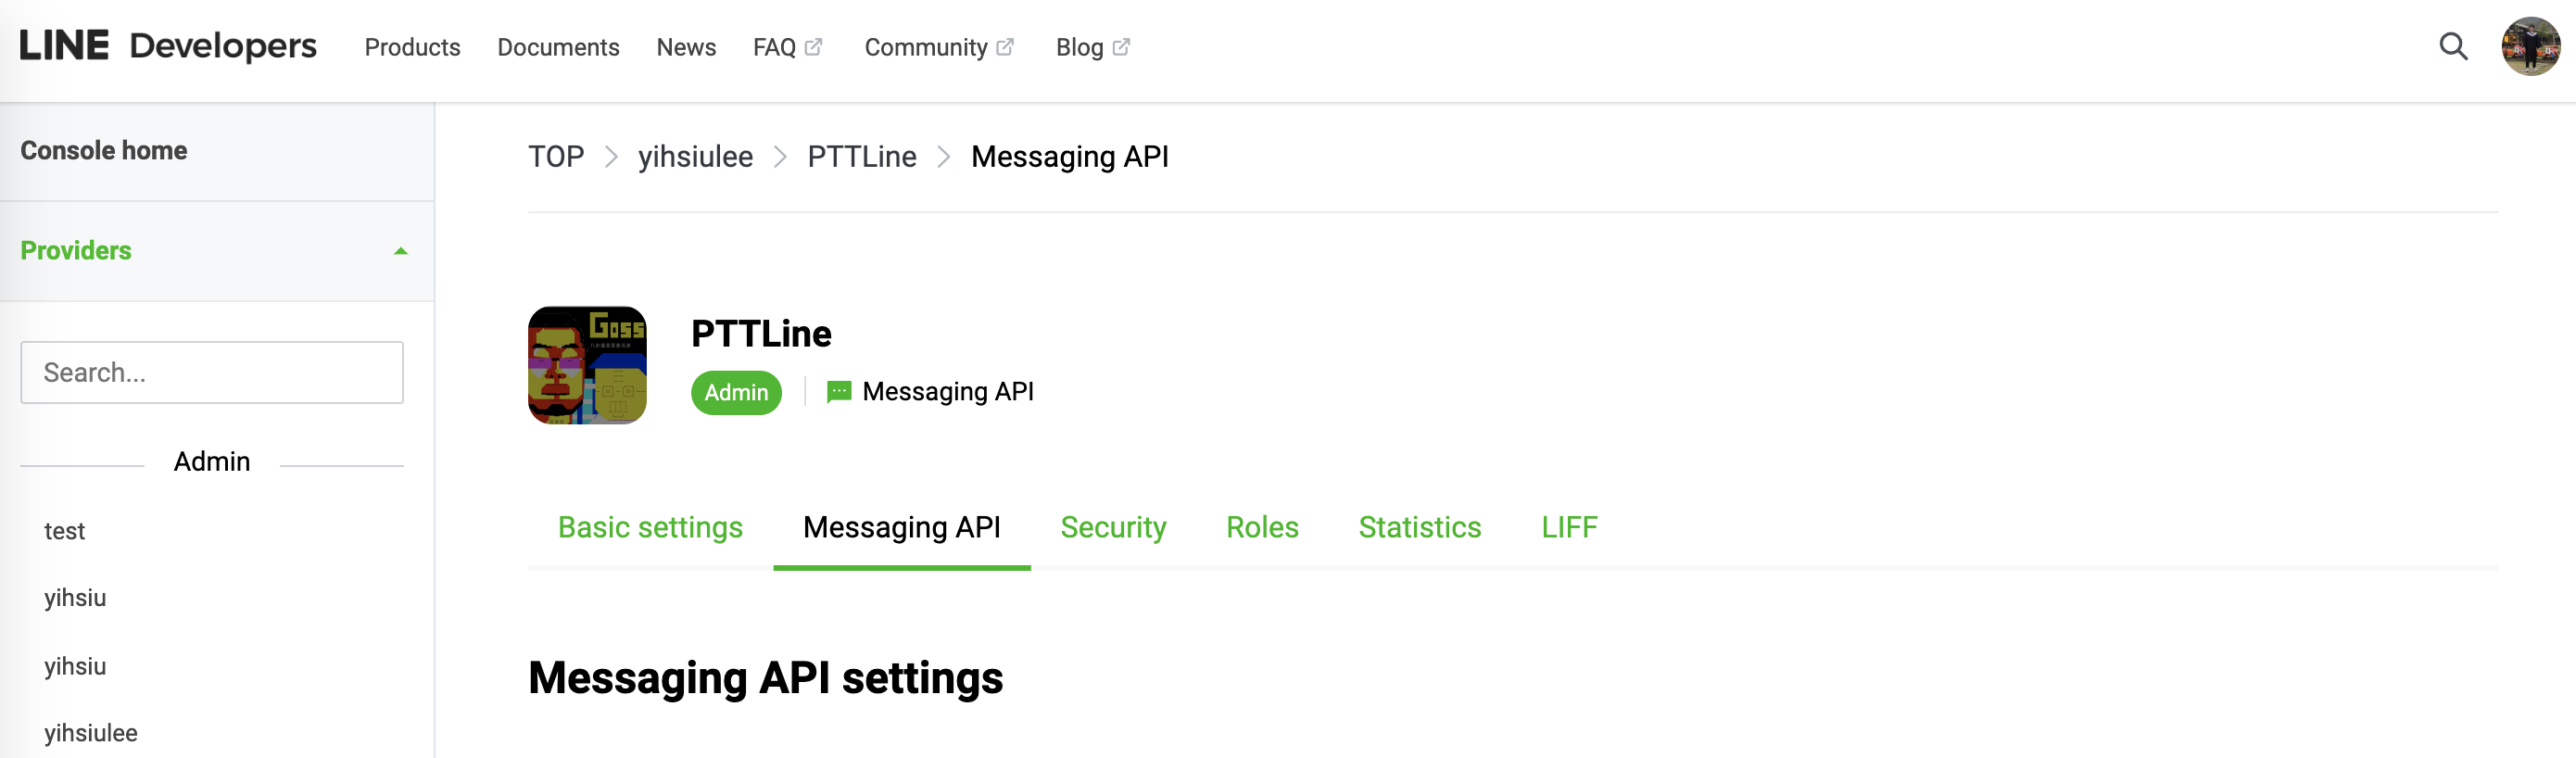 LINE Developers Products Documents News FAQ Community Blog
Console home
Providers
Search...
Admin
test
yihsiu
yihsiu
yihsiulee
TOP > yihsiulee > PTTLine > Messaging API
Goss
PTTLine
Admin Messaging API
Basic settings Messaging API Security Roles Statistics LIFF
Messaging API settings